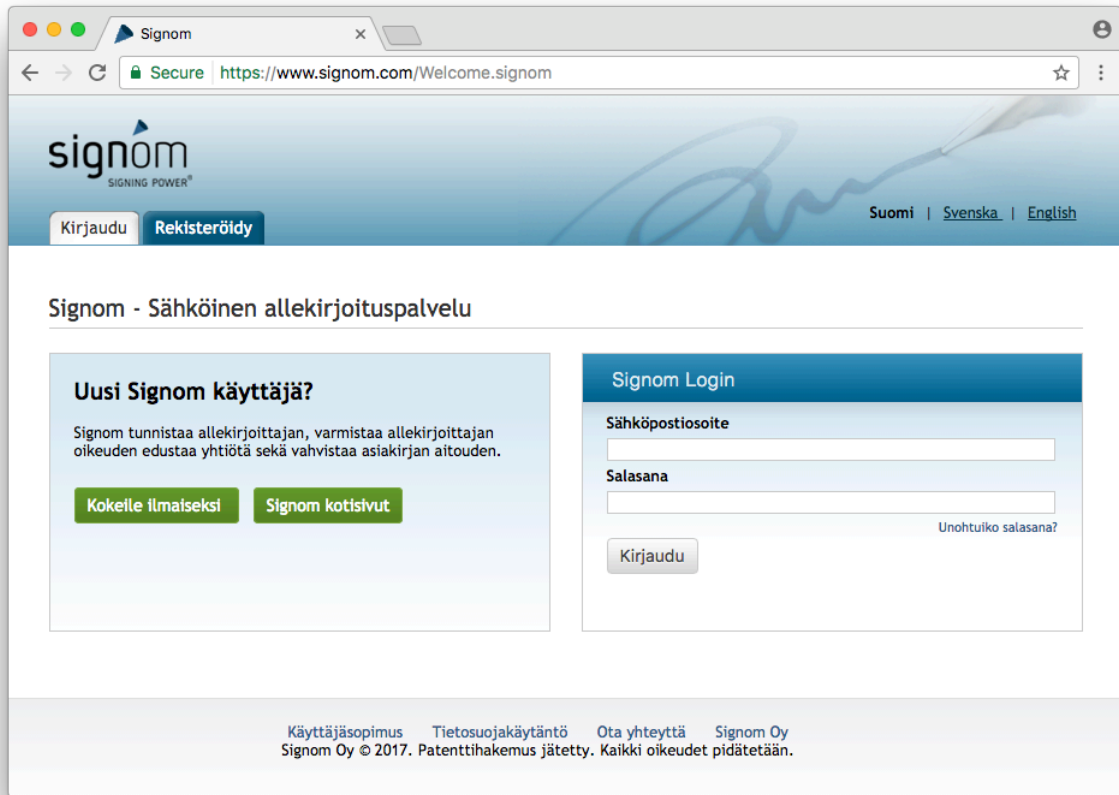 Signom
Secure https://www.signom.com/Welcome.signom
signom
SIGNING POWER®
Kirjaudu Rekisteröidy
Suomi | Svenska | English
Signom - Sähköinen allekirjoituspalvelu
Uusi Signom käyttäjä?
Signom tunnistaa allekirjoittajan, varmistaa allekirjoittajan
oikeuden edustaa yhtiötä sekä vahvistaa asiakirjan aitouden.
Kokeile ilmaiseksi Signom kotisivut
Signom Login
Sähköpostiosoite
Salasana
Unohtuiko salasana?
Kirjaudu
Käyttäjäsopimus Tietosuojakäytäntö Ota yhteyttä Signom Oy
Signom Oy © 2017. Patenttihakemus jätetty. Kaikki oikeudet pidätetään.